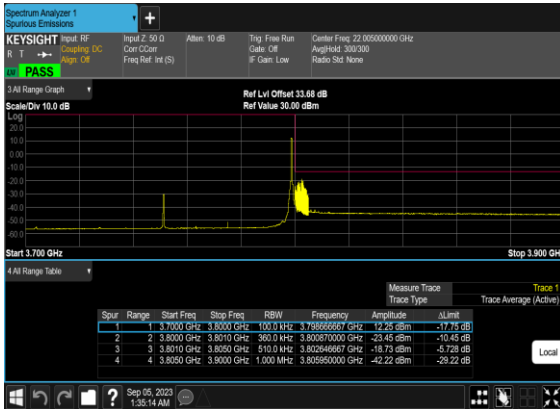 Spectrum Analyzer 1
Spurious Emissions
+
KEYSIGHT Input: RF Input Z: 50 Ω Atten: 10 dB Trig: Free Run Center Freq: 22.005000000 GHz
R T Coupling: DC Corr CCorr Gate: Off Avg|Hold: 300/300
Align: Off Freq Ref: Int (S) IF Gain: Low Radio Std: None
LXI PASS
3 All Range Graph
Ref Lvl Offset 33.68 dB
Scale/Div 10.0 dB Ref Value 30.00 dBm
Log
20.0
10.0
0.00
-10.0
-20.0
-30.0
-40.0
-50.0
-60.0
Start 3.700 GHz Stop 3.900 GH
4 All Range Table
Measure Trace Trace 1
Trace Type Trace Average (Active)
Spur Range Start Freq Stop Freq RBW Frequency Amplitude ΔLimit
1 1 3.7000 GHz 3.8000 GHz 100.0 kHz 3.798666667 GHz 12.25 dBm -17.75 dB
2 2 3.8000 GHz 3.8010 GHz 360.0 kHz 3.800870000 GHz -23.45 dBm -10.45 dB
3 3 3.8010 GHz 3.8050 GHz 510.0 kHz 3.802646667 GHz -18.73 dBm -5.728 dB
4 4 3.8050 GHz 3.9000 GHz 1.000 MHz 3.805950000 GHz -42.22 dBm -29.22 dB
Local
? Sep 05, 2023
1:35:14 AM